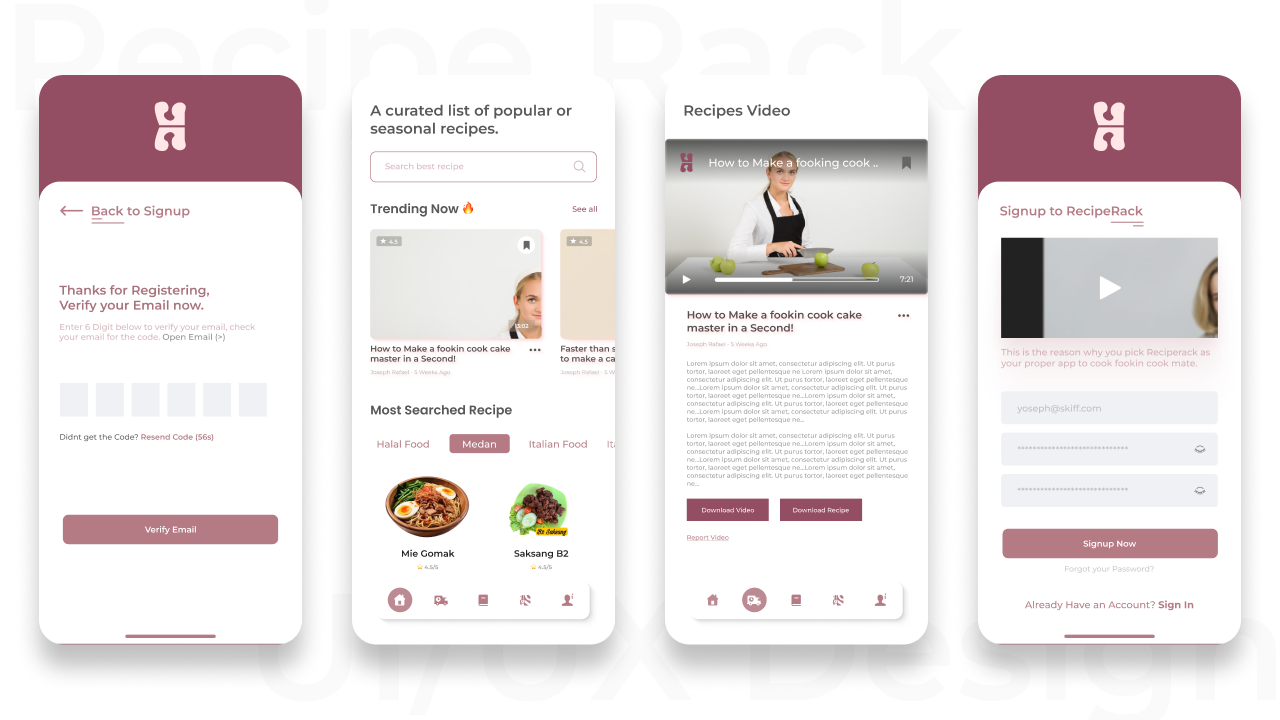 Recipe Rack
Back to Signup
Thanks for Registering,
Verify your Email now.
Enter 6 Digit below to verify your email, check
your email for the code. Open Email (>)
Didnt get the Code? Resend Code (56s)
Verify Email
A curated list of popular or
seasonal recipes.
Search best recipe
Trending Now 🔥
See all
4.5
4.5
15:02
How to Make a fookin cook cake
master in a Second!
Joseph Rafael - 5 Weeks Ago
Faster than s
to make a ca
Joseph Rafael - 5 W
Most Searched Recipe
Halal Food
Medan
Italian Food
Ita
B2 Saksang
Mie Gomak
4.5/5
Saksang B2
4.5/5
Recipes Video
How to Make a fooking cook ..
7:21
How to Make a Fookin cook cake
master in a Second!
Joseph Rafael - 5 Weeks Ago
Lorem ipsum dolor sit amet, consectetur adipiscing elit. Ut purus
tortor, laoreet eget pellentesque ne Lorem ipsum dolor sit amet,
consectetur adipiscing elit. Ut purus tortor, laoreet eget pellentesque
ne...Lorem ipsum dolor sit amet, consectetur adipiscing elit. Ut purus
tortor, laoreet eget pellentesque ne...Lorem ipsum dolor sit amet,
consectetur adipiscing elit. Ut purus tortor, laoreet eget pellentesque
ne...Lorem ipsum dolor sit amet, consectetur adipiscing elit. Ut purus
tortor, laoreet eget pellentesque ne...
Lorem ipsum dolor sit amet, consectetur adipiscing elit. Ut purus
tortor, laoreet eget pellentesque ne...Lorem ipsum dolor sit amet,
consectetur adipiscing elit. Ut purus tortor, laoreet eget pellentesque
ne...Lorem ipsum dolor sit amet, consectetur adipiscing elit. Ut purus
tortor, laoreet eget pellentesque ne...Lorem ipsum dolor sit amet,
consectetur adipiscing elit. Ut purus tortor, laoreet eget pellentesque
ne...
Download Video
Download Recipe
Report Video
Signup to RecipeRack
This is the reason why you pick Reciperack as
your proper app to cook fookin cook mate.
yoseph@skiff.com
Signup Now
Forgot your Password?
Already Have an Account? Sign In
UI/UX Design